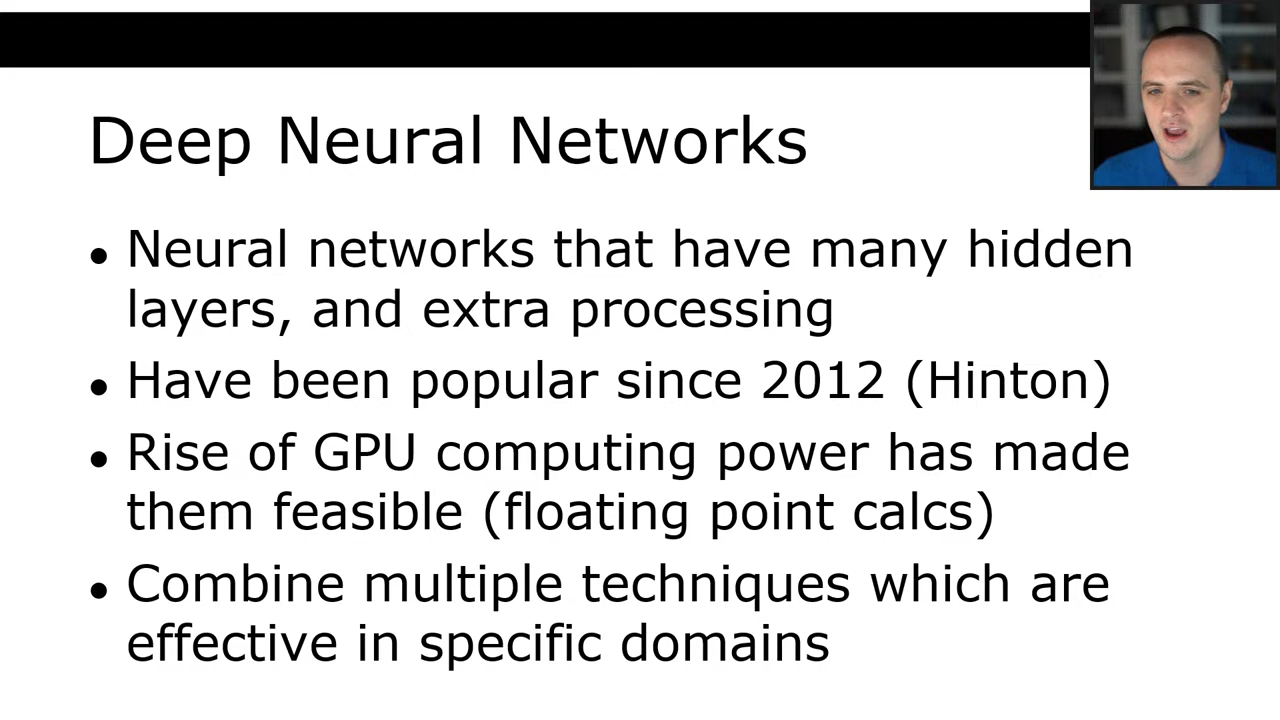 Deep Neural Networks
• Neural networks that have many hidden
layers, and extra processing
• Have been popular since 2012 (Hinton)
• Rise of GPU computing power has made
them feasible (floating point calcs)
• Combine multiple techniques which are
effective in specific domains